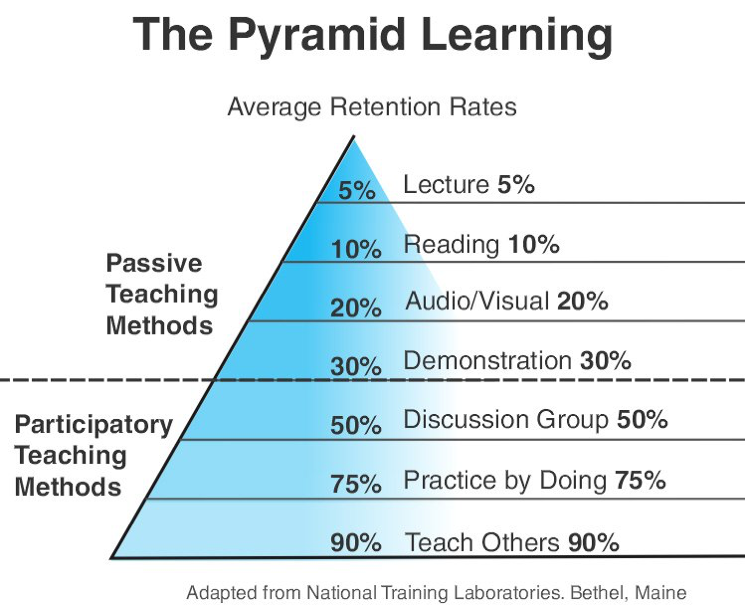 The Pyramid Learning
Average Retention Rates
5% Lecture 5%
10% Reading 10%
Passive
Teaching
Methods
20% Audio/Visual 20%
30% Demonstration 30%
Participatory
Teaching
Methods
50% Discussion Group 50%
75% Practice by Doing 75%
90% Teach Others 90%
Adapted from National Training Laboratories. Bethel, Maine